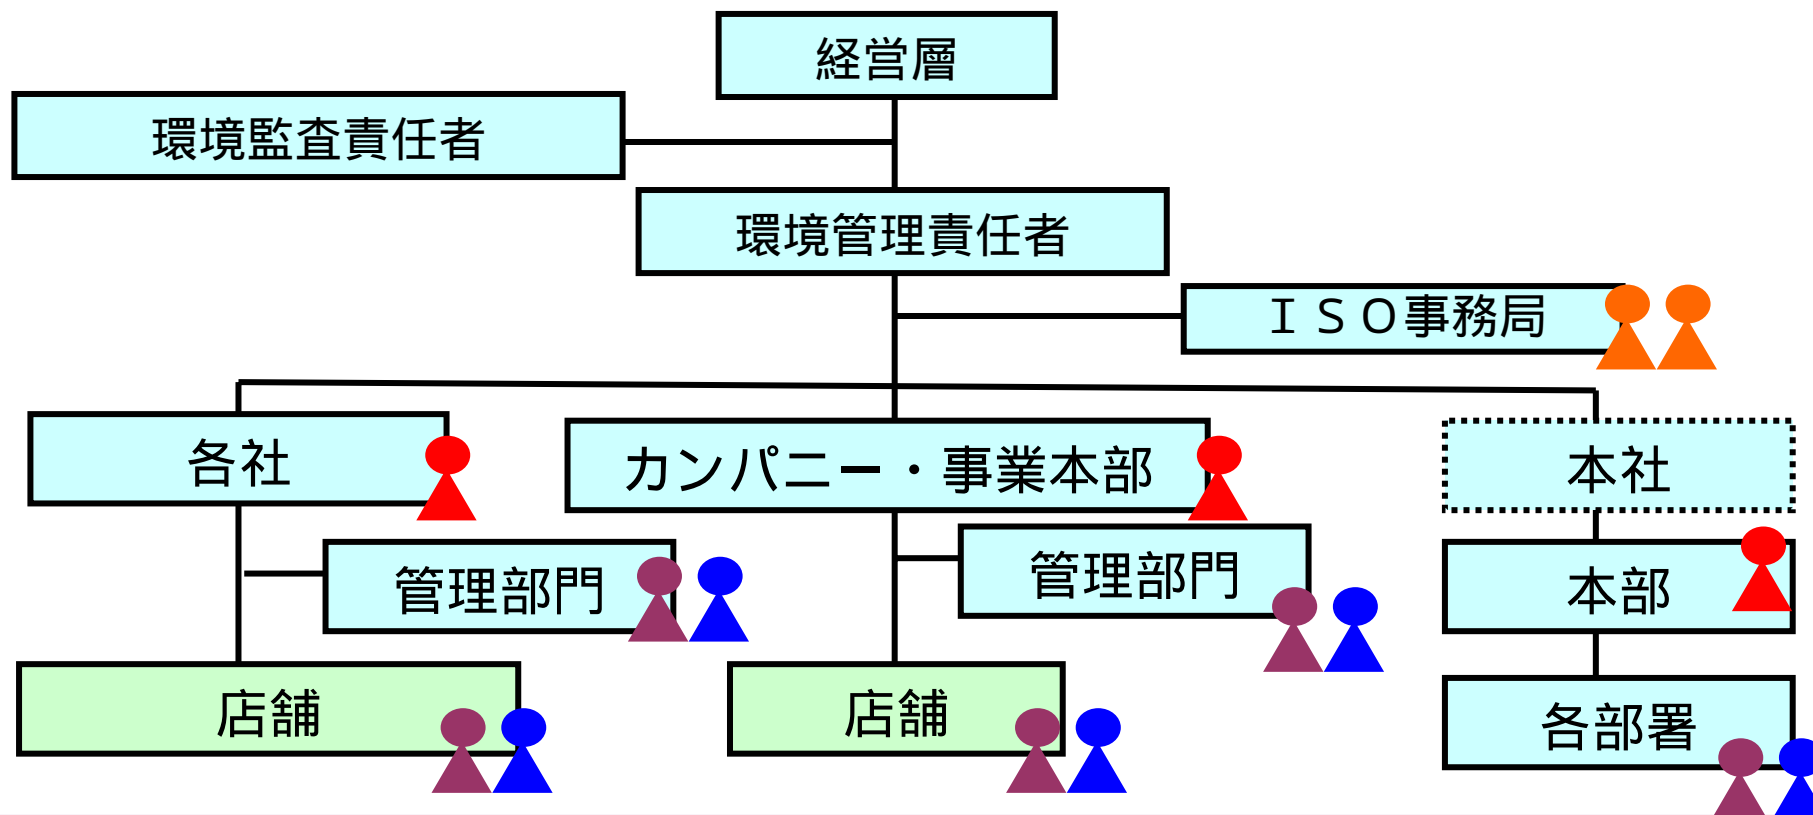 経営層
環境監査責任者
環境管理責任者
ＩＳＯ事務局
各社
カンパニー・事業本部
本社
管理部門
管理部門
本部
店舗
店舗
各部署